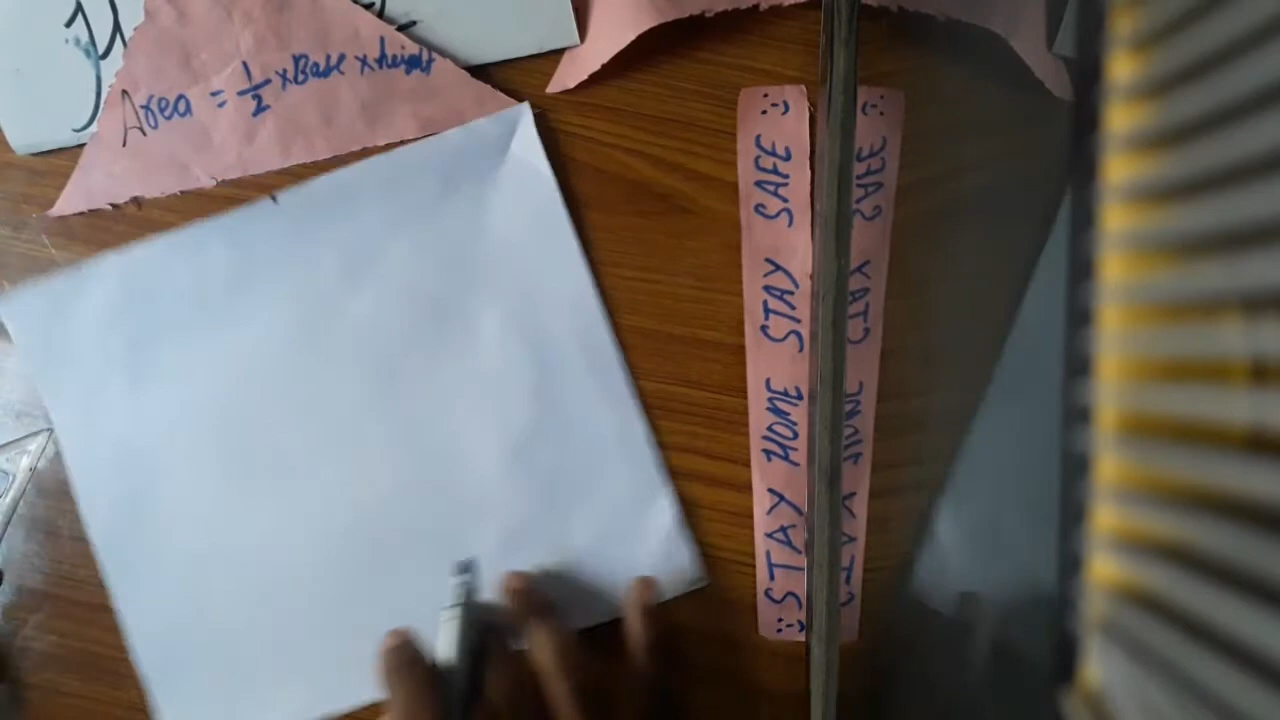 Area = 1/2 × Base × height
STAY HOME STAY SAFE